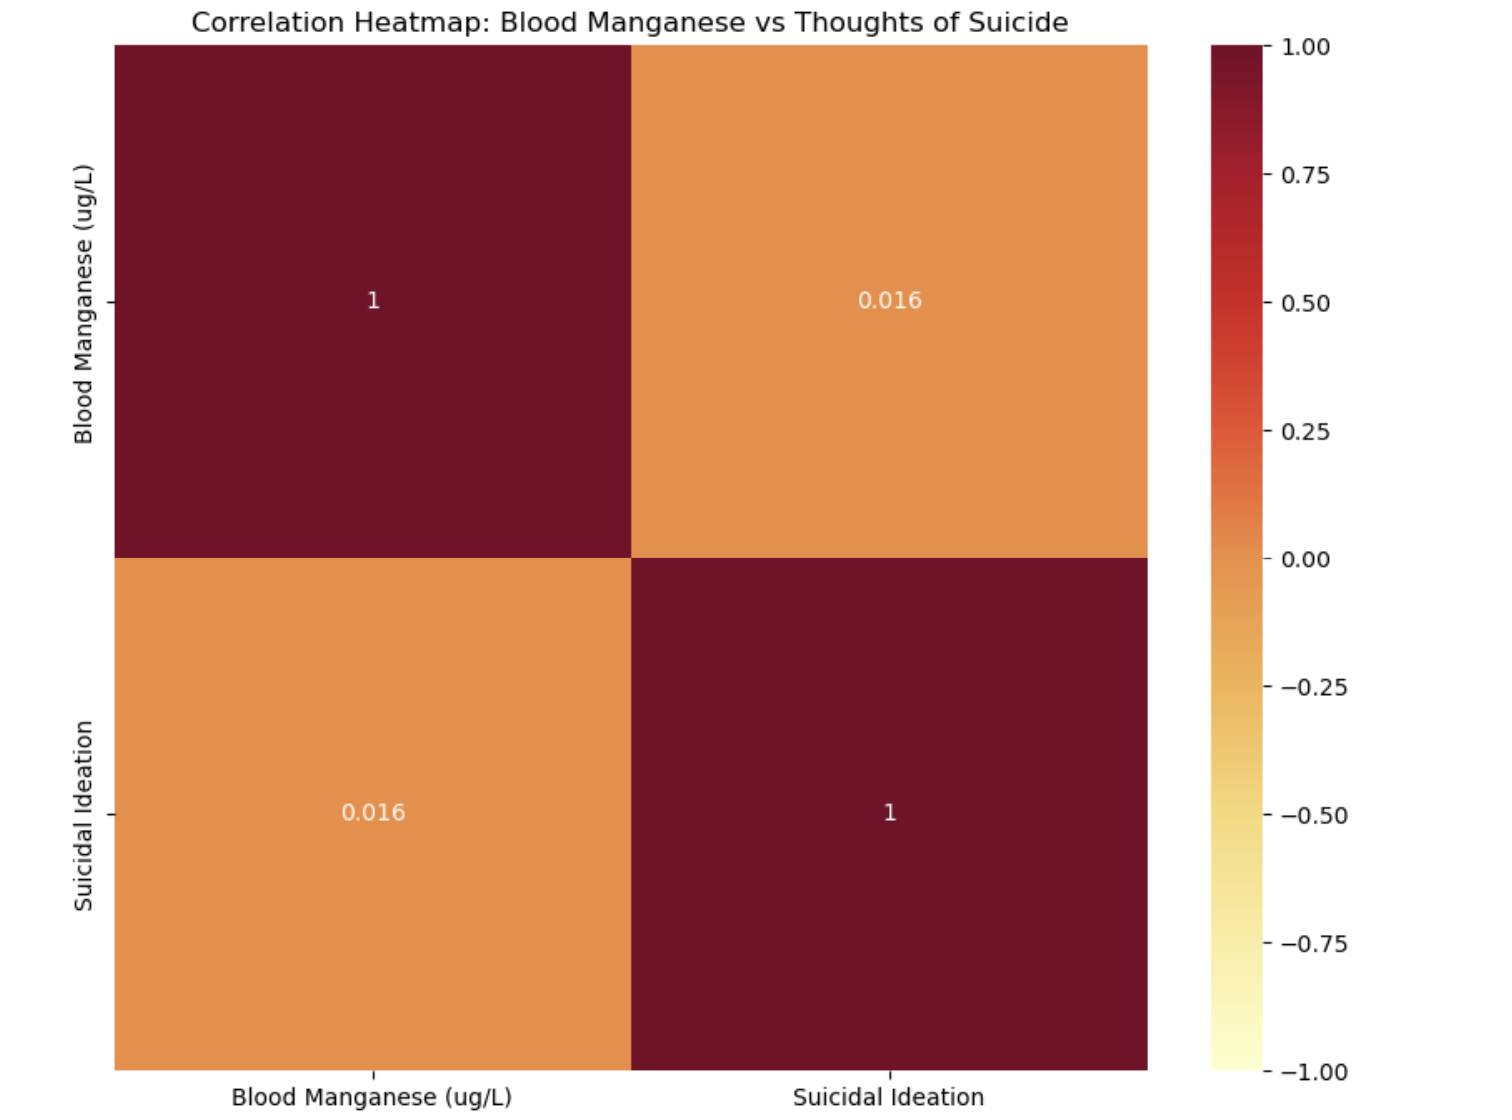 Correlation Heatmap: Blood Manganese vs Thoughts of Suicide
Blood Manganese (ug/L)
1
0.016
Suicidal Ideation
0.016
1
Blood Manganese (ug/L)
Suicidal Ideation
1.00
0.75
0.50
0.25
0.00
−0.25
−0.50
−0.75
−1.00